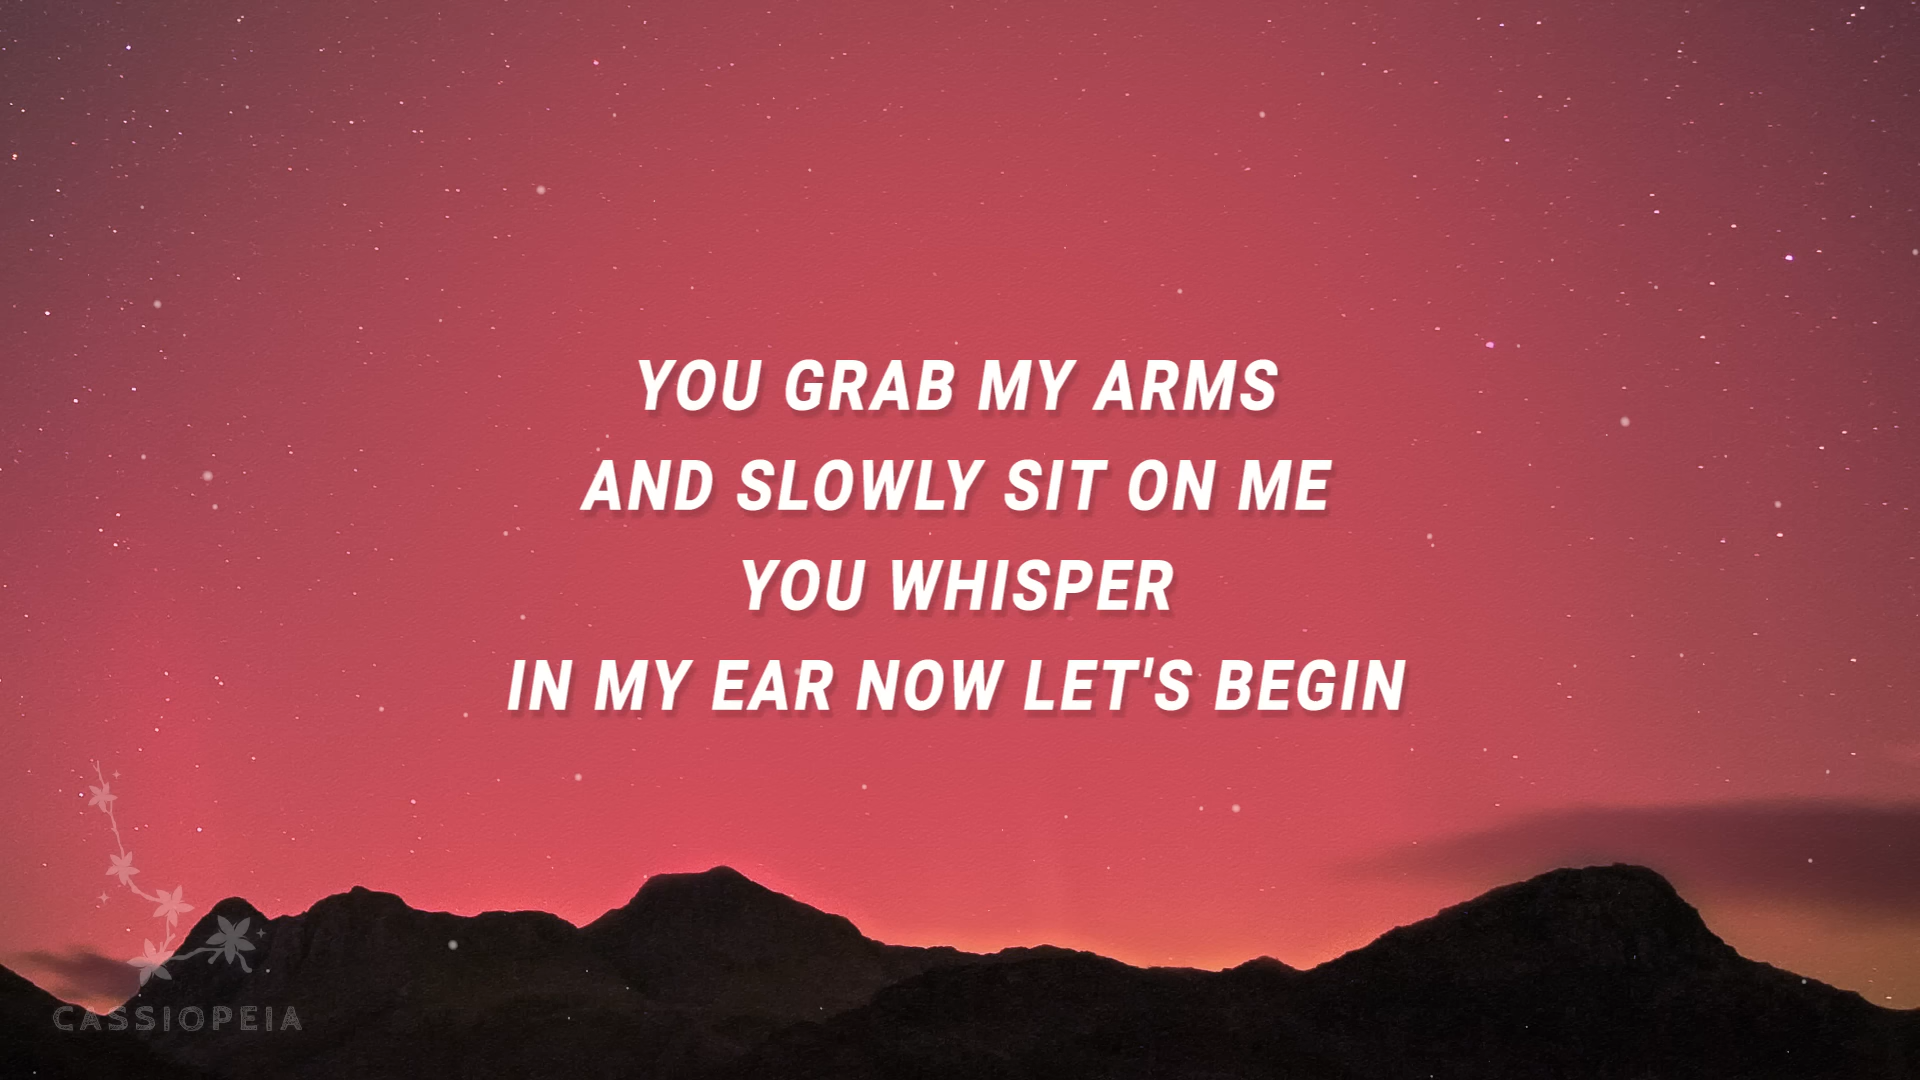 YOU GRAB MY ARMS
AND SLOWLY SIT ON ME
YOU WHISPER
IN MY EAR NOW LET'S BEGIN
CASSIOPEIA